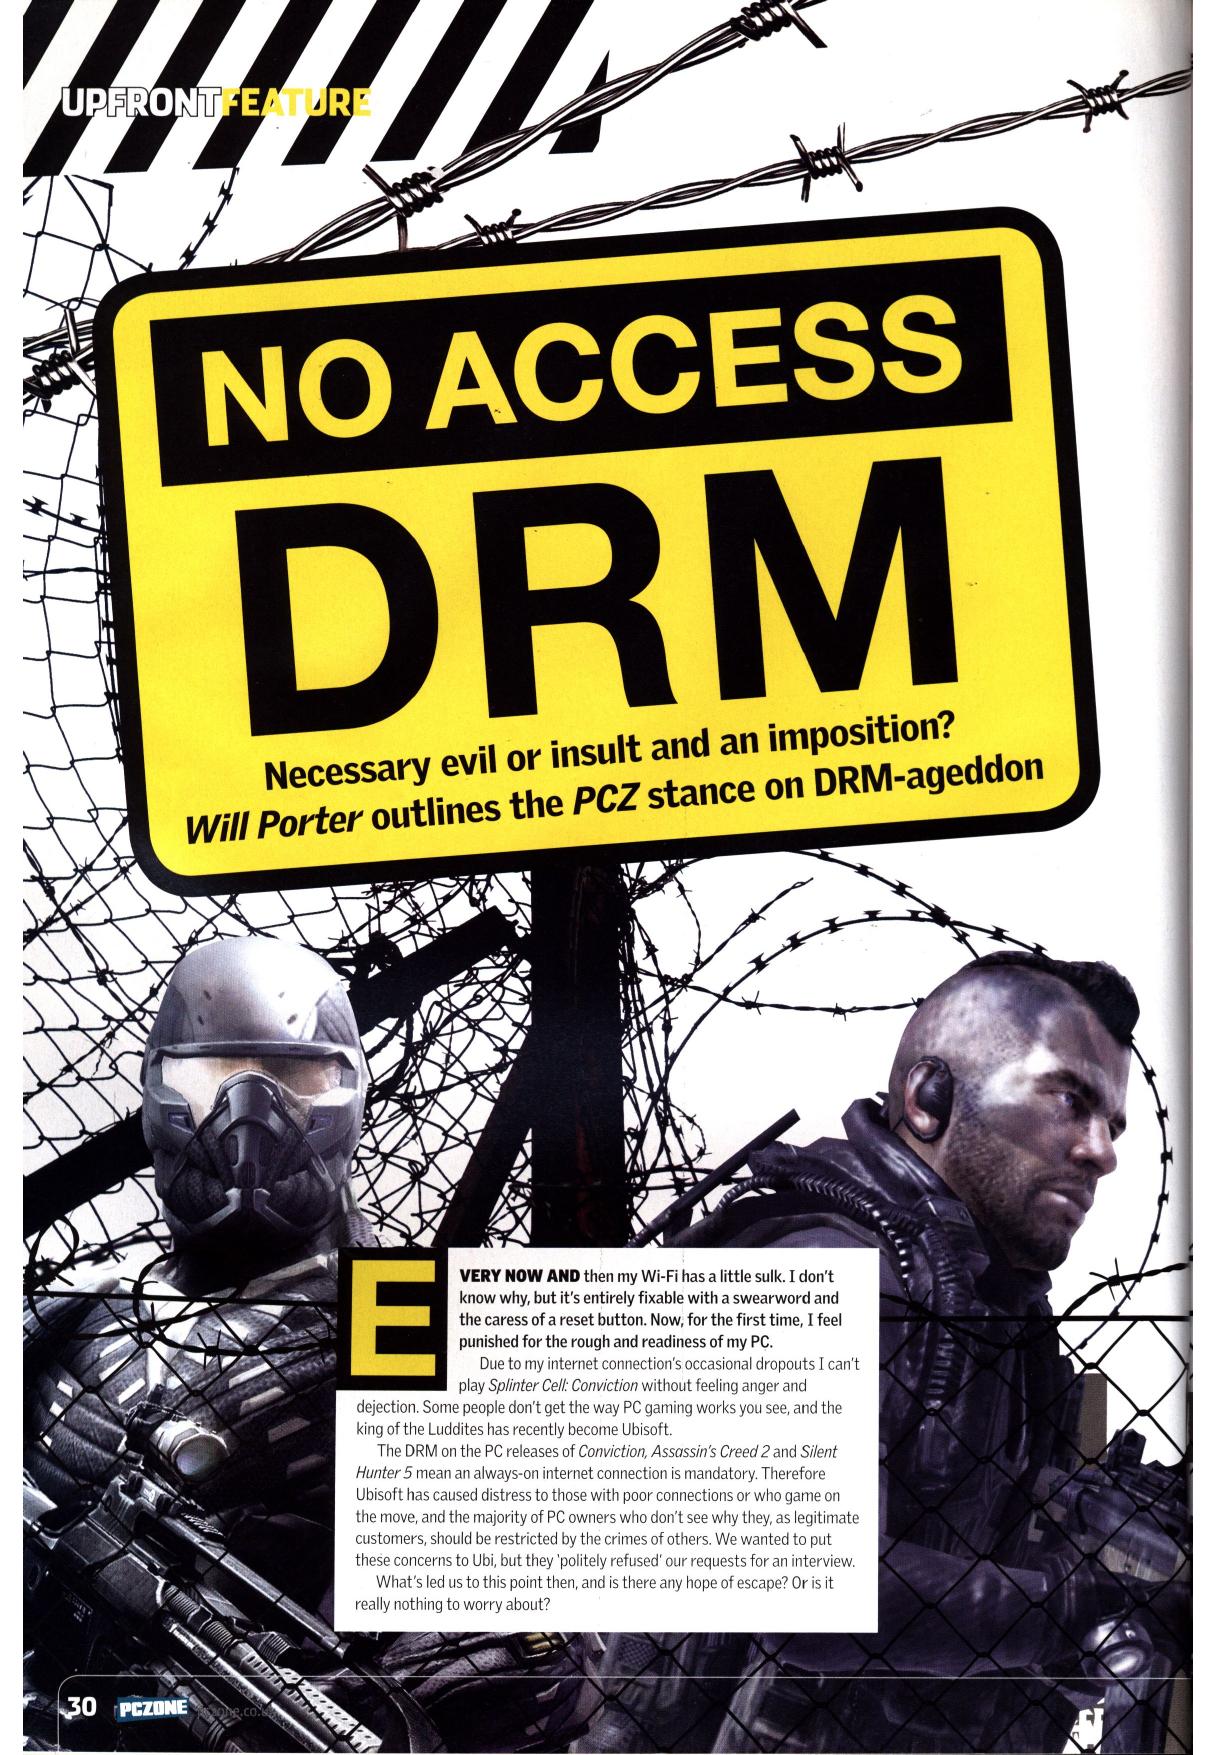 UPFRONTFEATURE
NO ACCESS
DRM
Necessary evil or insult and an imposition?
Will Porter outlines the PCZ stance on DRM-ageddon
EVERY NOW AND then my Wi-Fi has a little sulk. I don't
know why, but it's entirely fixable with a swearword and
the caress of a reset button. Now, for the first time, I feel
punished for the rough and readiness of my PC.
Due to my internet connection's occasional dropouts I can't
play Splinter Cell: Conviction without feeling anger and
dejection. Some people don't get the way PC gaming works you see, and the
king of the Luddites has recently become Ubisoft.
The DRM on the PC releases of Conviction, Assassin's Creed 2 and Silent
Hunter 5 mean an always-on internet connection is mandatory. Therefore
Ubisoft has caused distress to those with poor connections or who game on
the move, and the majority of PC owners who don't see why they, as legitimate
customers, should be restricted by the crimes of others. We wanted to put
these concerns to Ubi, but they 'politely refused' our requests for an interview.
What's led us to this point then, and is there any hope of escape? Or is it
really nothing to worry about?
30 PCZONE